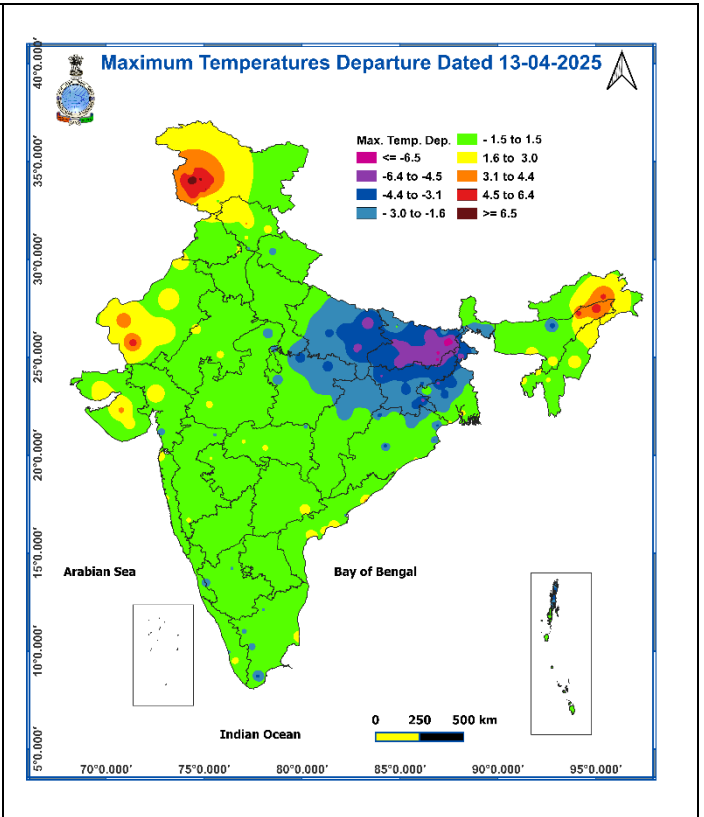 Maximum Temperatures Departure Dated 13-04-2025
Max. Temp. Dep.
<= -6.5
-6.4 to -4.5
-4.4 to -3.1
- 3.0 to -1.6
- 1.5 to 1.5
1.6 to 3.0
3.1 to 4.4
4.5 to 6.4
>= 6.5
40°0.000'
35°0.000'
30°0.000'
25°0.000'
20°0.000'
15°0.000'
10°0.000'
5°0.000'
Arabian Sea
Bay of Bengal
Indian Ocean
0 250 500 km
70°0.000' 75°0.000' 80°0.000' 85°0.000' 90°0.000' 95°0.000'